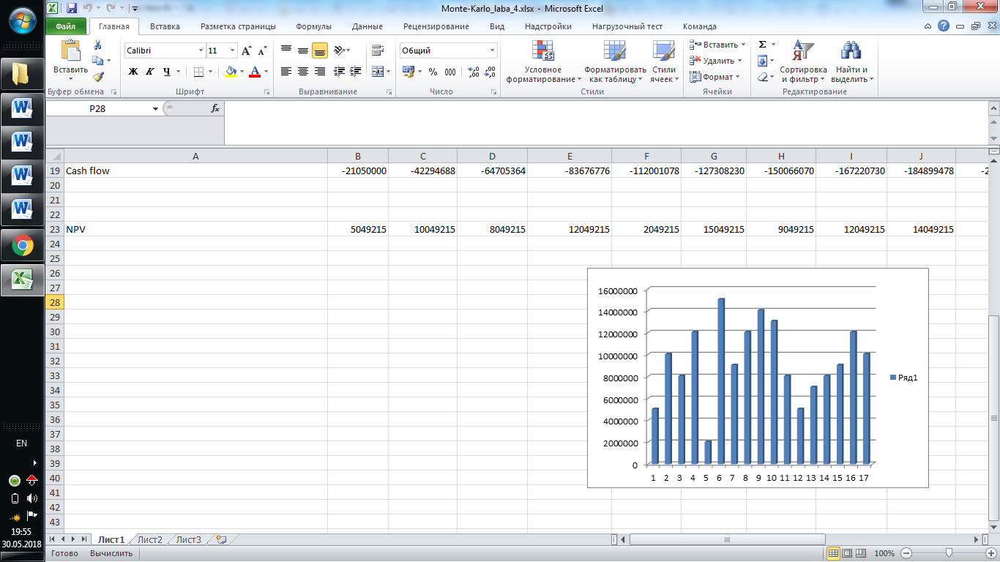 Monte-Karlo_laba_4.xlsx - Microsoft Excel
Файл Главная Вставка Разметка страницы Формулы Данные Рецензирование Вид Надстройки Нагрузочный тест Команда
Вставить
Буфер обмена
Calibri 11
Ж К Ч А
Шрифт
Выравнивание
Общий
% 000
Число
Условное форматирование
Форматировать как таблицу
Стили ячеек
Стили
Вставить
Удалить
Формат
Ячейки
Σ
Сортировка и фильтр
Найти и выделить
Редактирование
P28 fx
A B C D E F G H I J
19 Cash flow -21050000 -42294688 -64705364 -83676776 -112001078 -127308230 -150066070 -167220730 -184899478 -2
20
21
22
23 NPV 5049215 10049215 8049215 12049215 2049215 15049215 9049215 12049215 14049215
24
25
26
27
28
29
30
31
32
33
34
35
36
37
38
39
40
41
42
43
16000000
14000000
12000000
10000000
8000000
6000000
4000000
2000000
0
1 2 3 4 5 6 7 8 9 10 11 12 13 14 15 16 17
Ряд1
EN
19:55
30.05.2018
Лист1 Лист2 Лист3
Готово Вычислить 100%